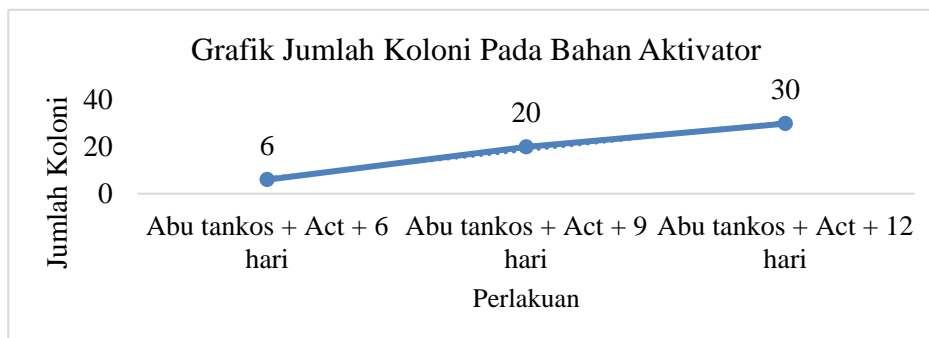 Grafik Jumlah Koloni Pada Bahan Aktivator
Jumlah Koloni
40
20
0
6
20
30
Abu tankos + Act + 6
hari
Abu tankos + Act + 9
hari
Abu tankos + Act + 12
hari
Perlakuan